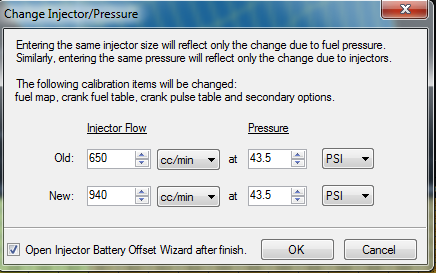 Change Injector/Pressure
Entering the same injector size will reflect only the change due to fuel pressure.
Similarly, entering the same pressure will reflect only the change due to injectors.
The following calibration items will be changed:
fuel map, crank fuel table, crank pulse table and secondary options.
Injector Flow Pressure
Old: 650 cc/min at 43.5 PSI
New: 940 cc/min at 43.5 PSI
Open Injector Battery Offset Wizard after finish. OK Cancel